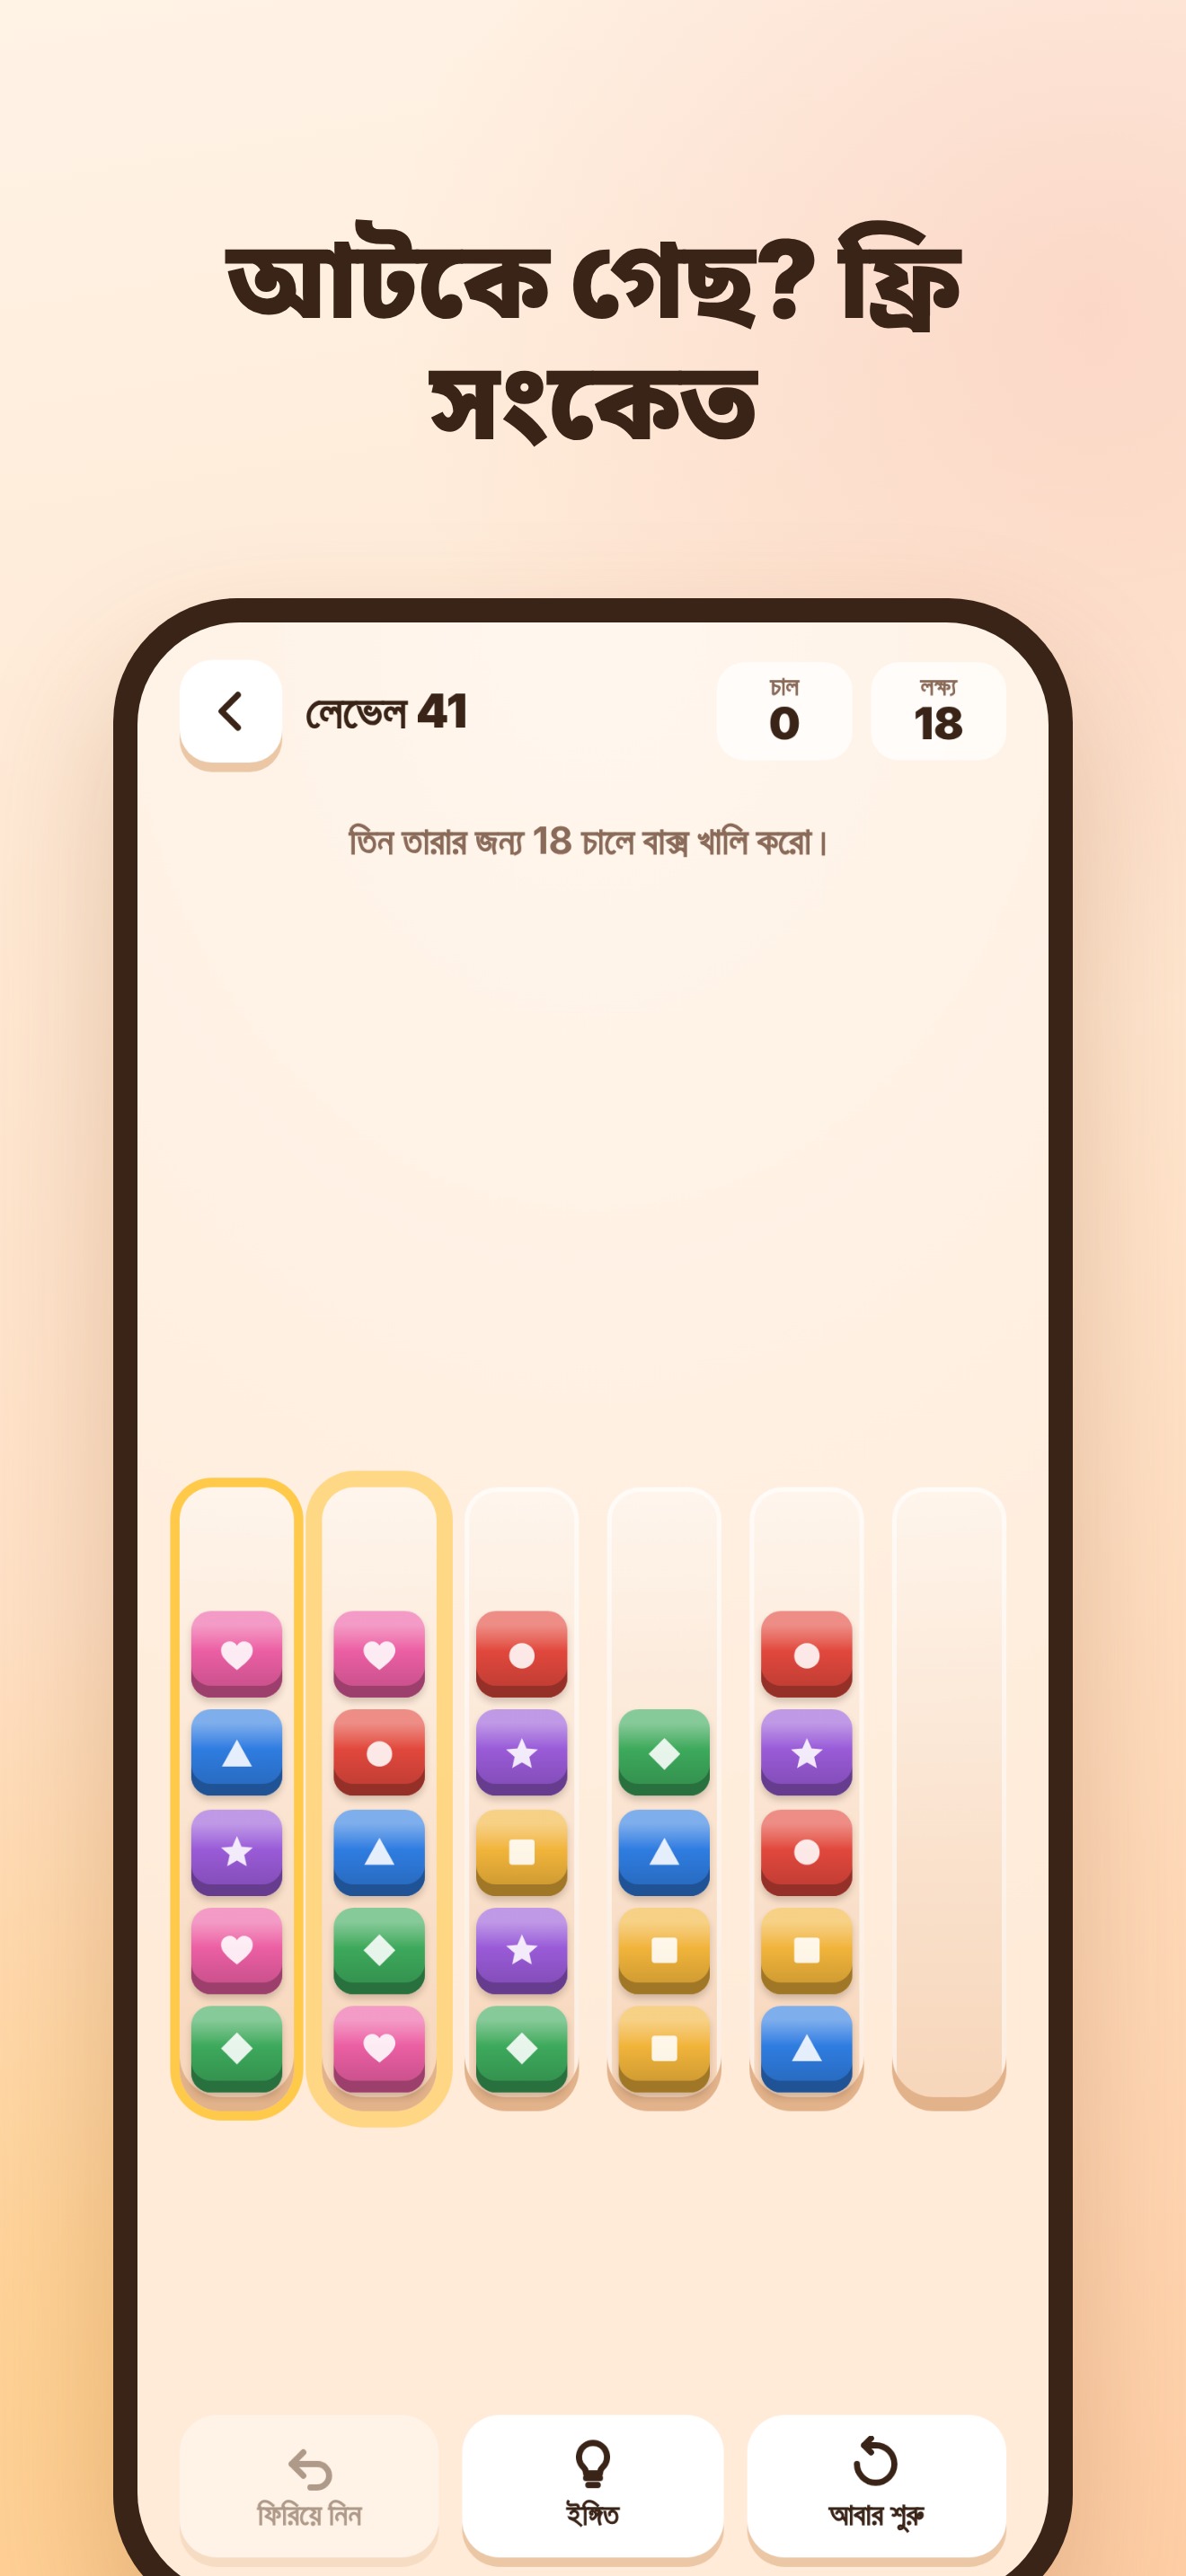 আটকে গেছ? ফ্রি
সংকেত
লেভেল 41
চাল
0
লক্ষ্য
18
তিন তারার জন্য 18 চালে বাক্স খালি করো।
ফিরিয়ে নিন
ইঙ্গিত
আবার শুরু